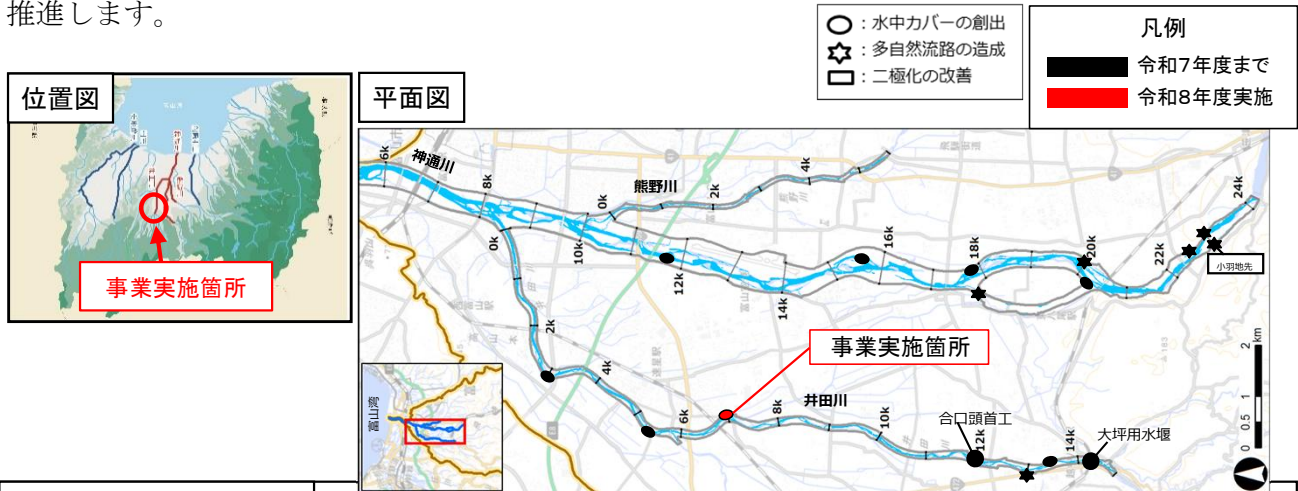 推進します。
：水中カバーの創出
：多自然流路の造成
：二極化の改善
凡例
令和7年度まで
令和8年度実施
位置図
事業実施箇所
平面図
6k
神通川
8k
10k
12k
14k
16k
18k
20k
22k
24k
熊野川
0k
2k
4k
小羽地先
0k
2k
4k
6k
8k
10k
12k
14k
井田川
事業実施箇所
合口頭首工
大坪用水堰
富山湾
0 0.5 1 2 km